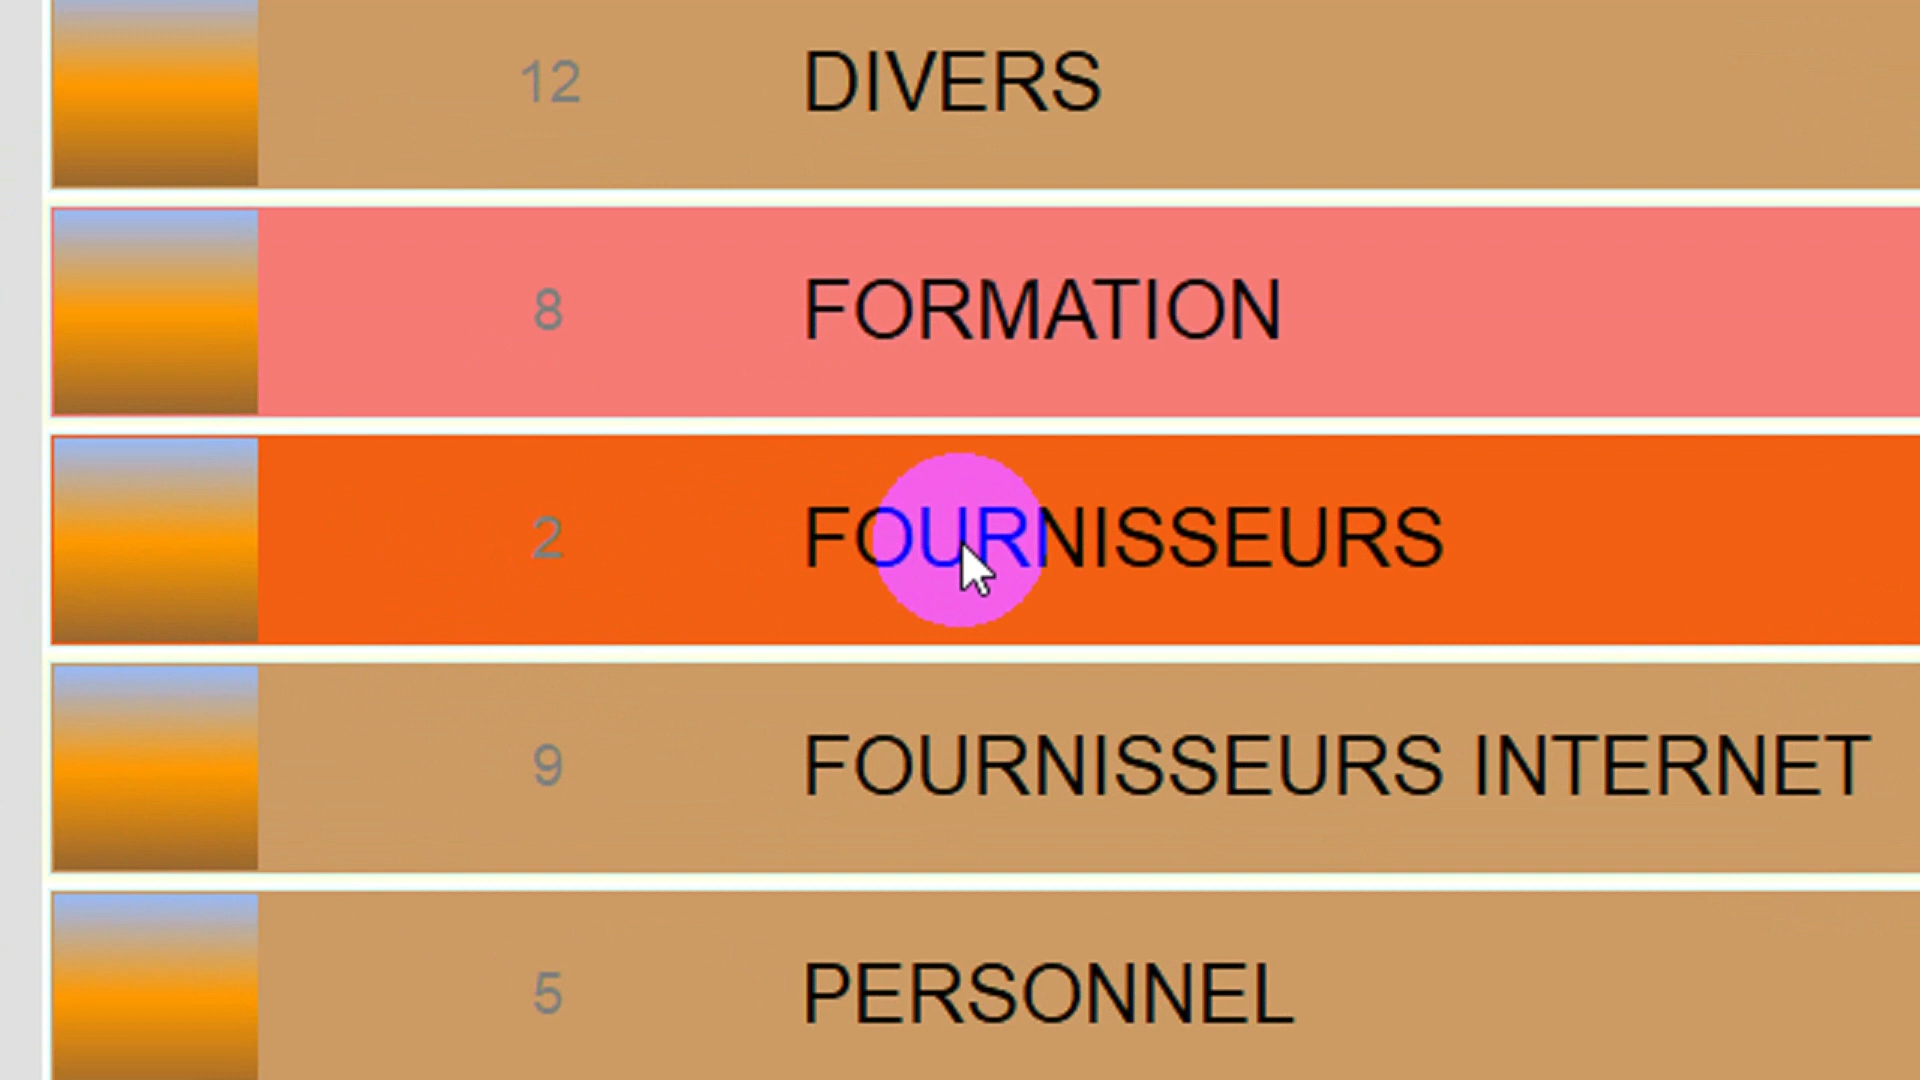 12 DIVERS
8 FORMATION
2 FOURNISSEURS
9 FOURNISSEURS INTERNET
5 PERSONNEL